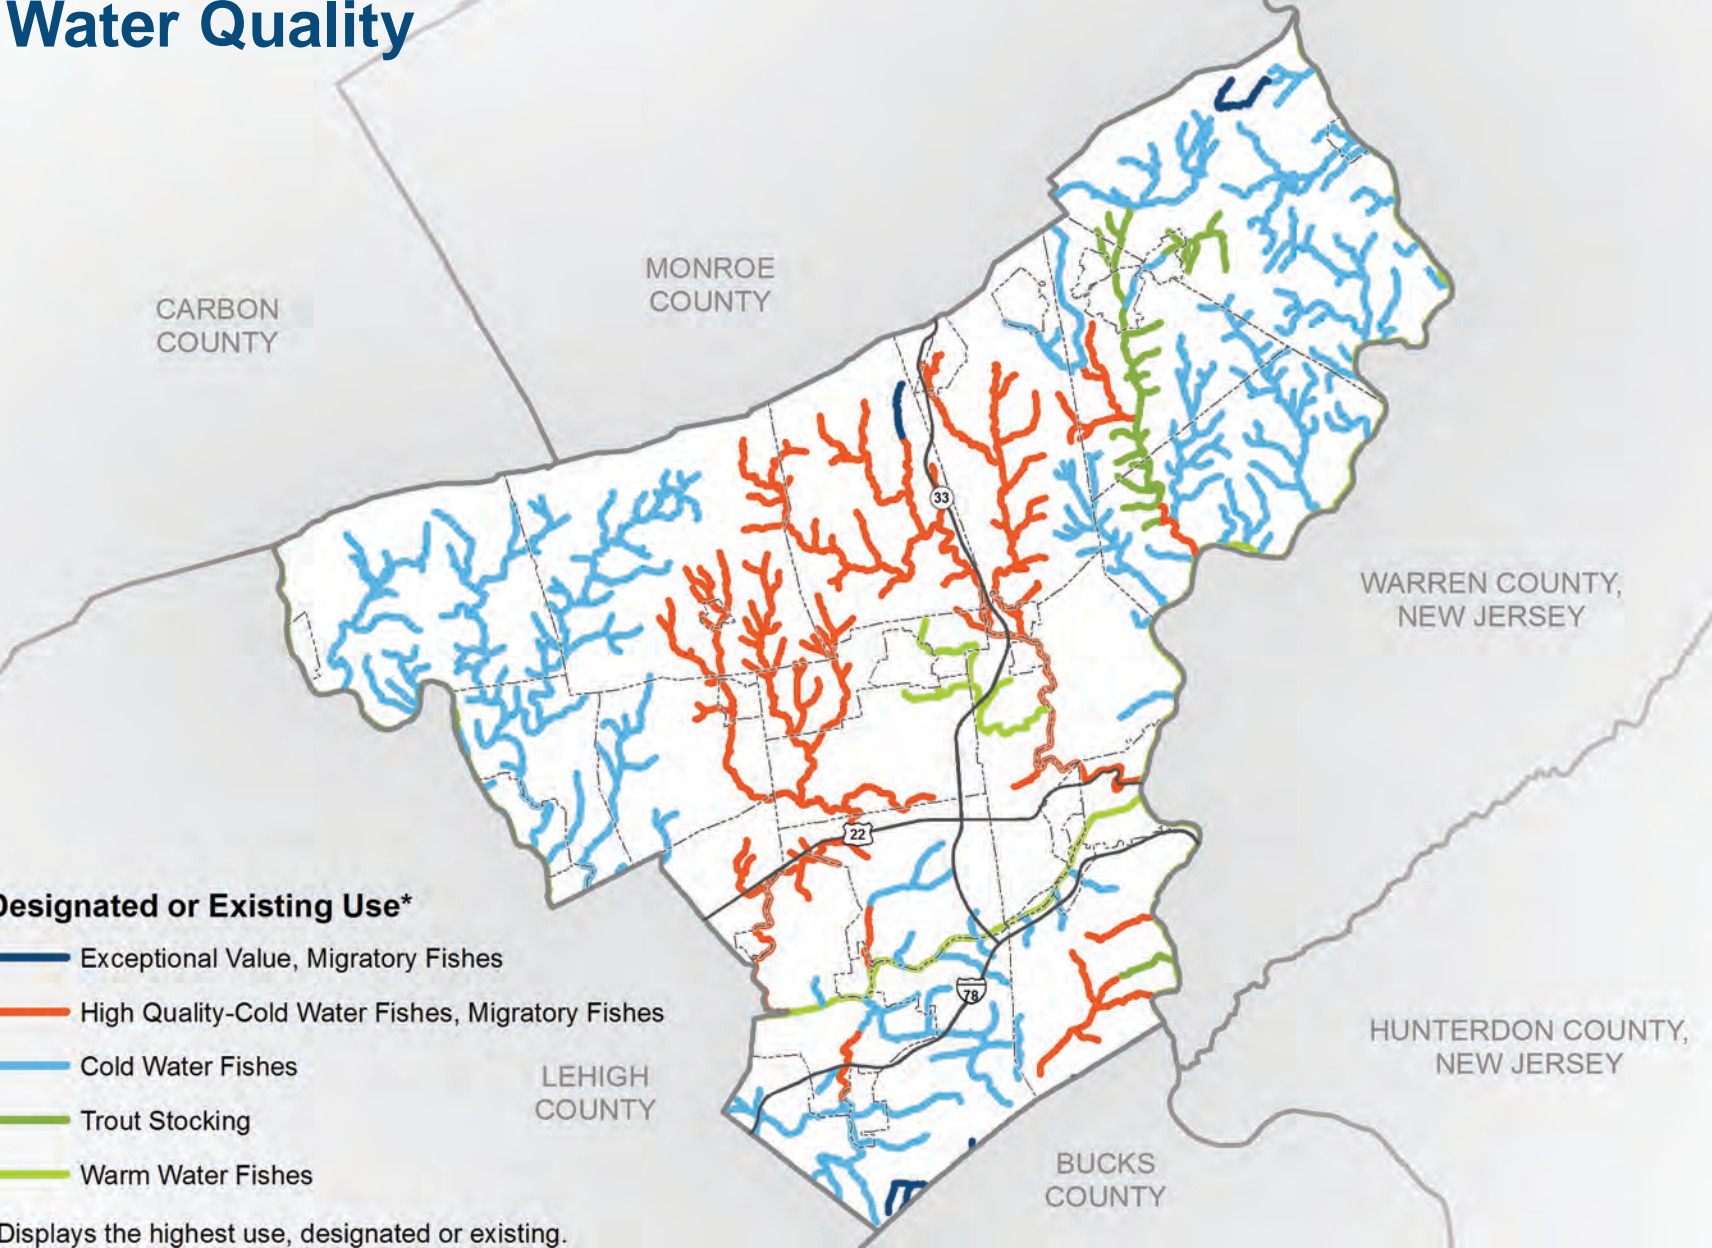 Water Quality
CARBON
COUNTY
MONROE
COUNTY
33
WARREN COUNTY,
NEW JERSEY
22
78
LEHIGH
COUNTY
HUNTERDON COUNTY,
NEW JERSEY
BUCKS
COUNTY
Designated or Existing Use*
Exceptional Value, Migratory Fishes
High Quality-Cold Water Fishes, Migratory Fishes
Cold Water Fishes
Trout Stocking
Warm Water Fishes
Displays the highest use, designated or existing.